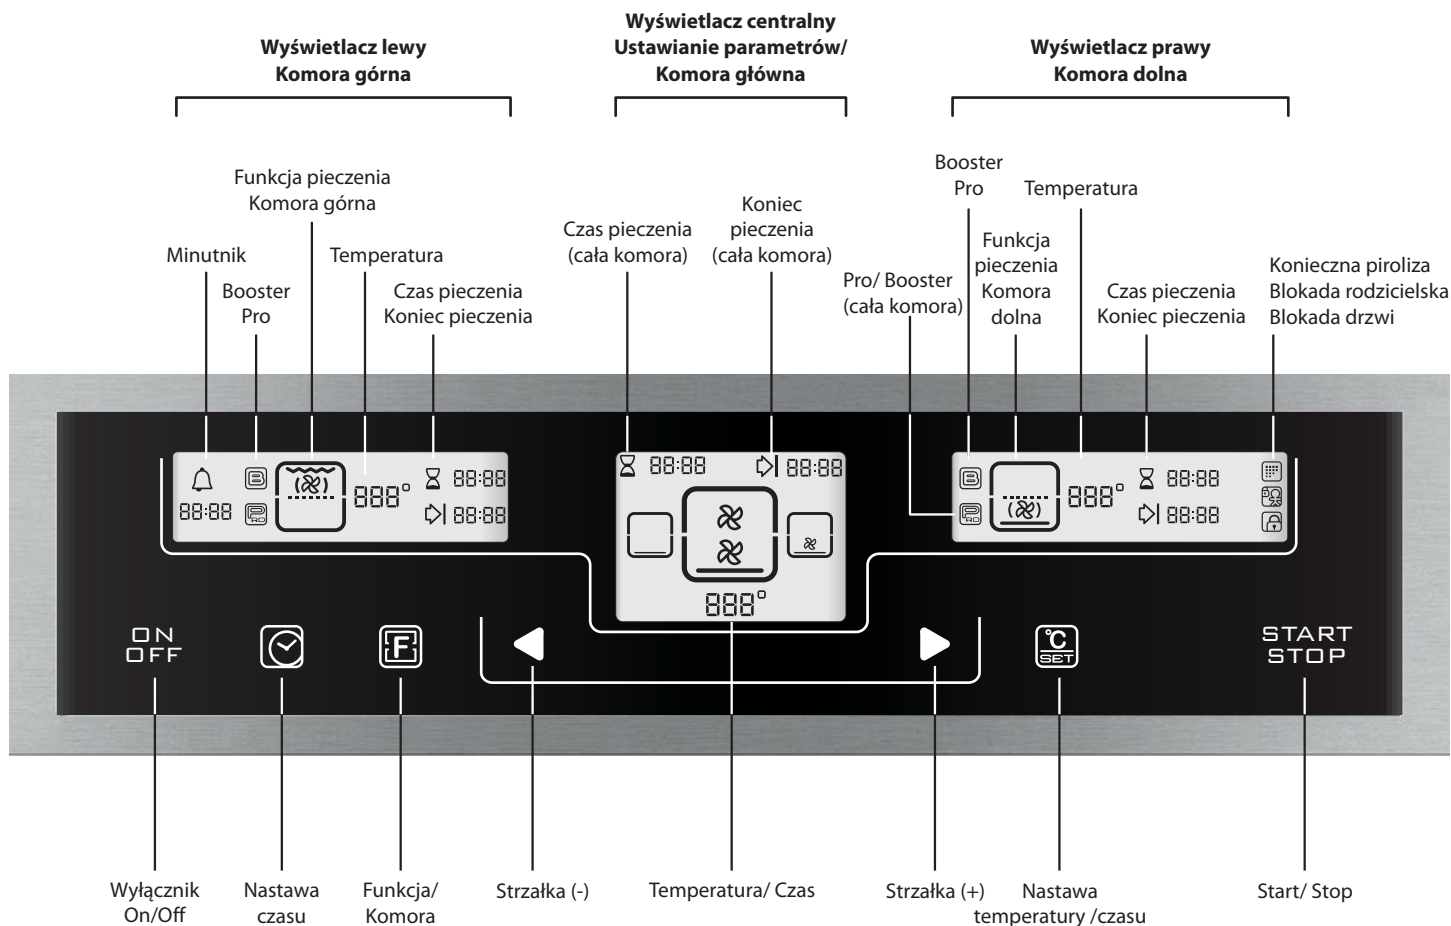 Wyświetlacz lewy
Komora górna
Wyświetlacz centralny
Ustawianie parametrów/
Komora główna
Wyświetlacz prawy
Komora dolna
Minutnik
Booster
Pro
Funkcja pieczenia
Komora górna
Temperatura
Czas pieczenia
Koniec pieczenia
Czas pieczenia
(cała komora)
Koniec
pieczenia
(cała komora)
Pro/ Booster
(cała komora)
Booster
Pro
Funkcja
pieczenia
Komora
dolna
Temperatura
Czas pieczenia
Koniec pieczenia
Konieczna piroliza
Blokada rodzicielska
Blokada drzwi
88:88
B
PRO
888°
88:88
88:88
88:88
88:88
888°
B
PRO
888°
88:88
88:88
ON
OFF
F
°C
SET
START
STOP
Wyłącznik
On/Off
Nastawa
czasu
Funkcja/
Komora
Strzałka (-)
Temperatura/ Czas
Strzałka (+)
Nastawa
temperatury /czasu
Start/ Stop